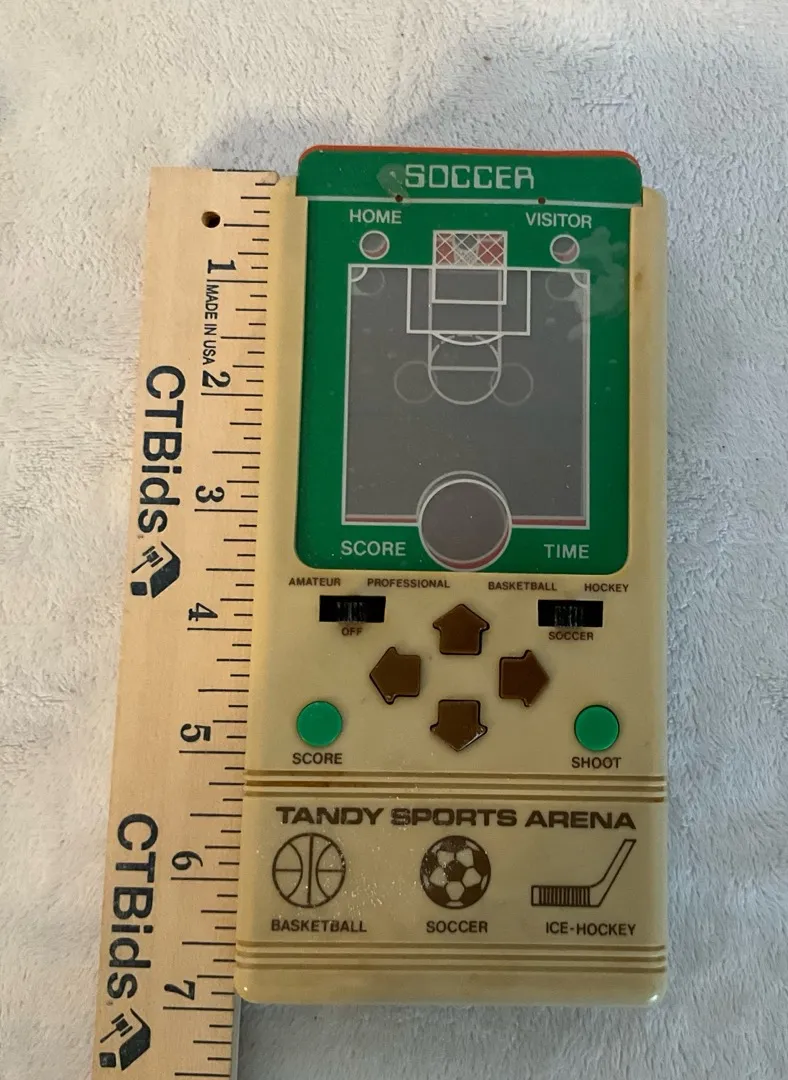 SOCCER
HOME VISITOR
SCORE TIME
AMATEUR PROFESSIONAL BASKETBALL HOCKEY
OFF SOCCER
SCORE SHOOT
TANDY SPORTS ARENA
BASKETBALL SOCCER ICE-HOCKEY
1 MADE IN USA 2 3 4 5 6 7
CTBids
CTBids